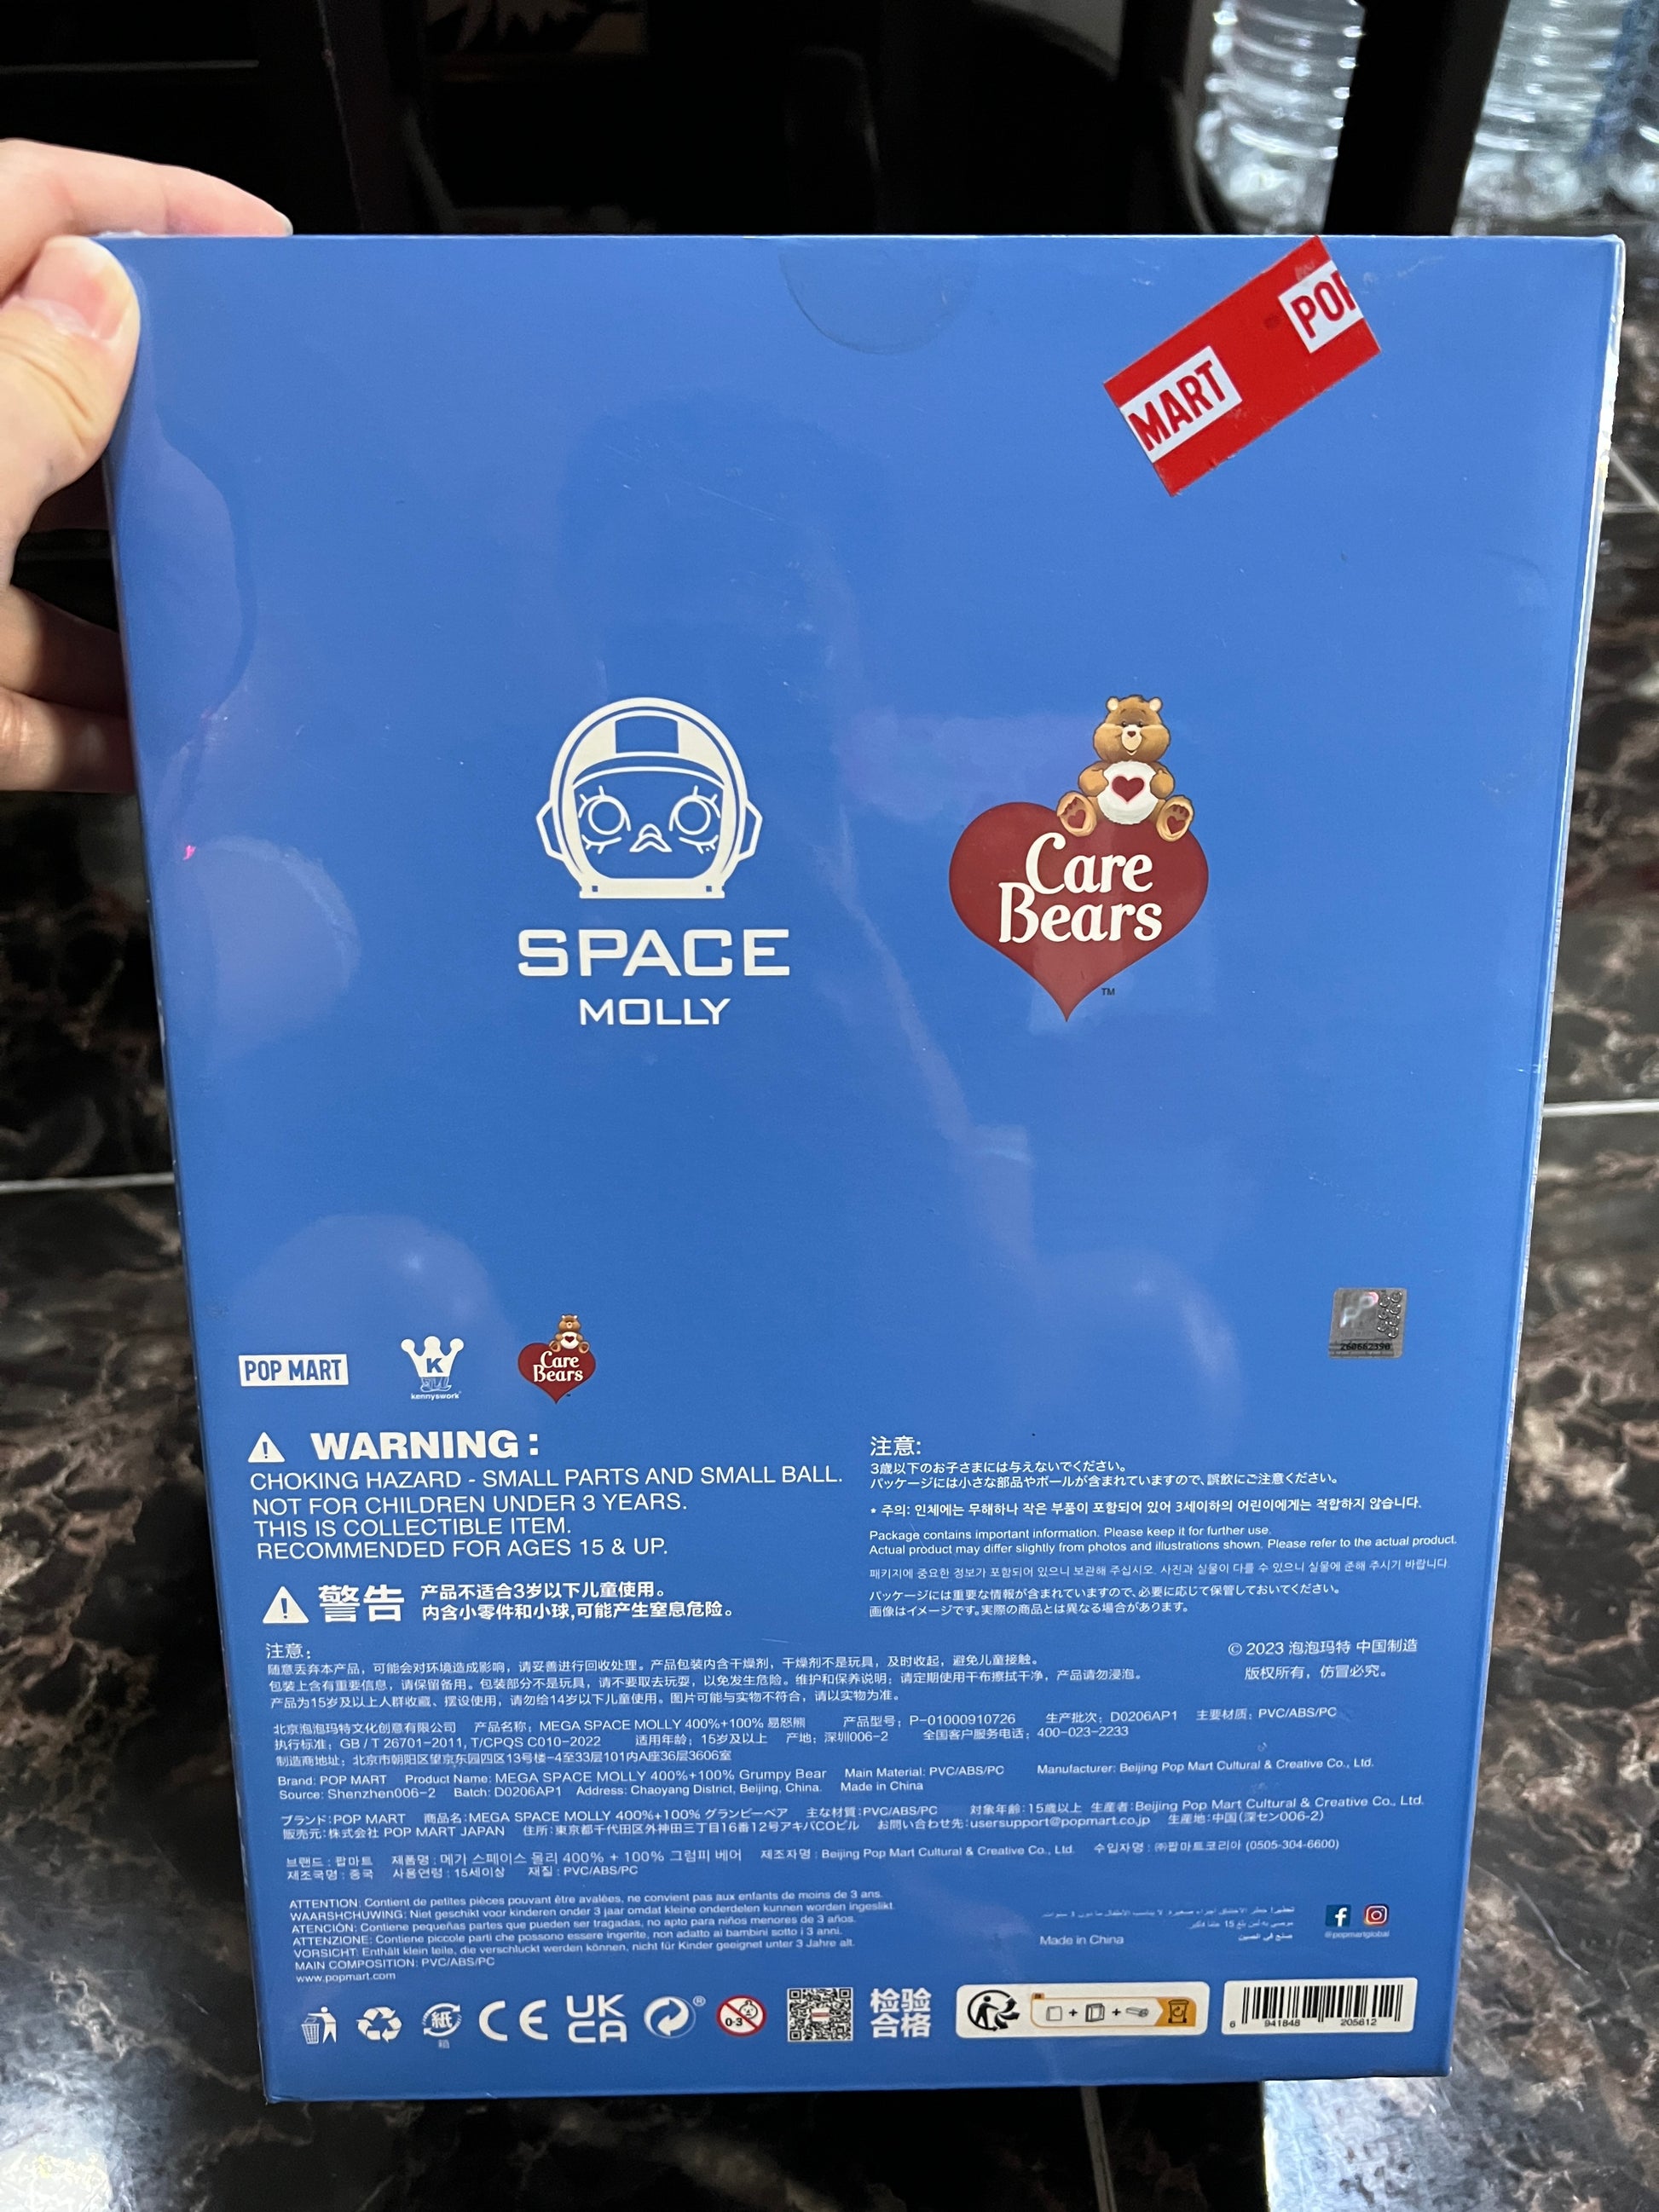 MART
POP
SPACE
MOLLY
Care
Bears
TM
260662390
POP MART
K
kennyswork
Care
Bears
WARNING :
CHOKING HAZARD - SMALL PARTS AND SMALL BALL.
NOT FOR CHILDREN UNDER 3 YEARS.
THIS IS COLLECTIBLE ITEM.
RECOMMENDED FOR AGES 15 & UP.
警告
产品不适合3岁以下儿童使用。
内含小零件和小球,可能产生窒息危险。
注意:
3歳以下のお子さまには与えないでください。
パッケージには小さな部品やボールが含まれていますので、誤飲にご注意ください。
* 주의: 인체에는 무해하나 작은 부품이 포함되어 있어 3세이하의 어린이에게는 적합하지 않습니다.
Package contains important information. Please keep it for further use.
Actual product may differ slightly from photos and illustrations shown. Please refer to the actual product.
패키지에 중요한 정보가 포함되어 있으니 보관해 주십시오. 사진과 실물이 다를 수 있으니 실물에 준해 주시기 바랍니다.
パッケージには重要な情報が含まれていますので、必要に応じて保管しておいてください。
画像はイメージです。実際の商品とは異なる場合があります。
注意：
随意丢弃本产品，可能会对环境造成影响，请妥善进行回收处理。产品包装内含干燥剂，干燥剂不是玩具，及时收起，避免儿童接触。
包装上含有重要信息，请保留备用。包装部分不是玩具，请不要取去玩耍，以免发生危险。维护和保养说明：请定期使用干布擦拭干净，产品请勿浸泡。
产品为15岁及以上人群收藏、摆设使用，请勿给14岁以下儿童使用。图片可能与实物不符合，请以实物为准。
© 2023 泡泡玛特 中国制造
版权所有，仿冒必究。
北京泡泡玛特文化创意有限公司 产品名称：MEGA SPACE MOLLY 400%+100% 易怒熊 产品型号：P-01000910726 生产批次：D0206AP1 主要材质：PVC/ABS/PC
执行标准：GB / T 26701-2011, T/CPQS C010-2022 适用年龄：15岁及以上 产地：深圳006-2 全国客户服务电话：400-023-2233
制造商地址：北京市朝阳区望京东园四区13号楼-4至33层101内A座36层3606室
Brand: POP MART Product Name: MEGA SPACE MOLLY 400%+100% Grumpy Bear Main Material: PVC/ABS/PC Manufacturer: Beijing Pop Mart Cultural & Creative Co., Ltd.
Source: Shenzhen006-2 Batch: D0206AP1 Address: Chaoyang District, Beijing, China. Made in China
ブランド:POP MART 商品名:MEGA SPACE MOLLY 400%+100% グランピーベア 主な材質:PVC/ABS/PC 対象年齢:15歳以上 生産者:Beijing Pop Mart Cultural & Creative Co., Ltd.
販売元:株式会社 POP MART JAPAN 住所:東京都千代田区外神田三丁目16番12号アキバCOビル お問い合わせ先:usersupport@popmart.co.jp 生産地:中国(深セン006-2)
브랜드 : 팝마트 제품명 : 메가 스페이스 몰리 400% + 100% 그럼피 베어 제조자명 : Beijing Pop Mart Cultural & Creative Co., Ltd. 수입자명 : ㈜팝마트코리아 (0505-304-6600)
제조국명 : 중국 사용연령 : 15세이상 재질 : PVC/ABS/PC
ATTENTION: Contient de petites pièces pouvant être avalées, ne convient pas aux enfants de moins de 3 ans.
WAARSHCHUWING: Niet geschikt voor kinderen onder 3 jaar omdat kleine onderdelen kunnen worden ingeslikt.
ATENCIÓN: Contiene pequeñas partes que pueden ser tragadas, no apto para niños menores de 3 años.
ATTENZIONE: Contiene piccole parti che possono essere ingerite, non adatto ai bambini sotto i 3 anni.
VORSICHT: Enthält klein teile, die verschluckt werden können, nicht für Kinder geeignet unter 3 Jahre alt.
MAIN COMPOSITION: PVC/ABS/PC
www.popmart.com
Made in China
صنع في الصين
@popmartglobal
紙
箱
CE
UK
CA
®
0-3
检验
合格
6 941848 205612